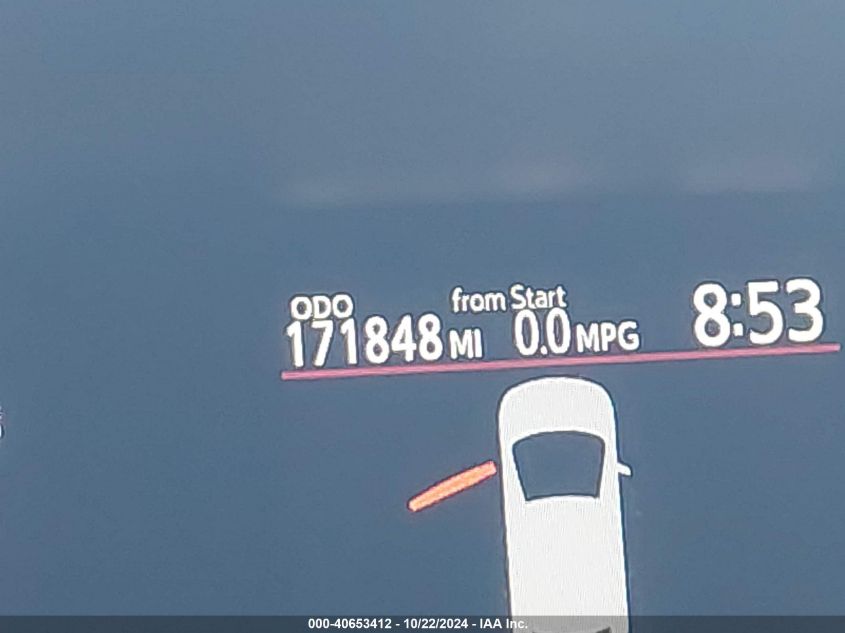 ODO from Start 8:53
171848 MI 0.0 MPG
000-40653412 - 10/22/2024 - IAA Inc.